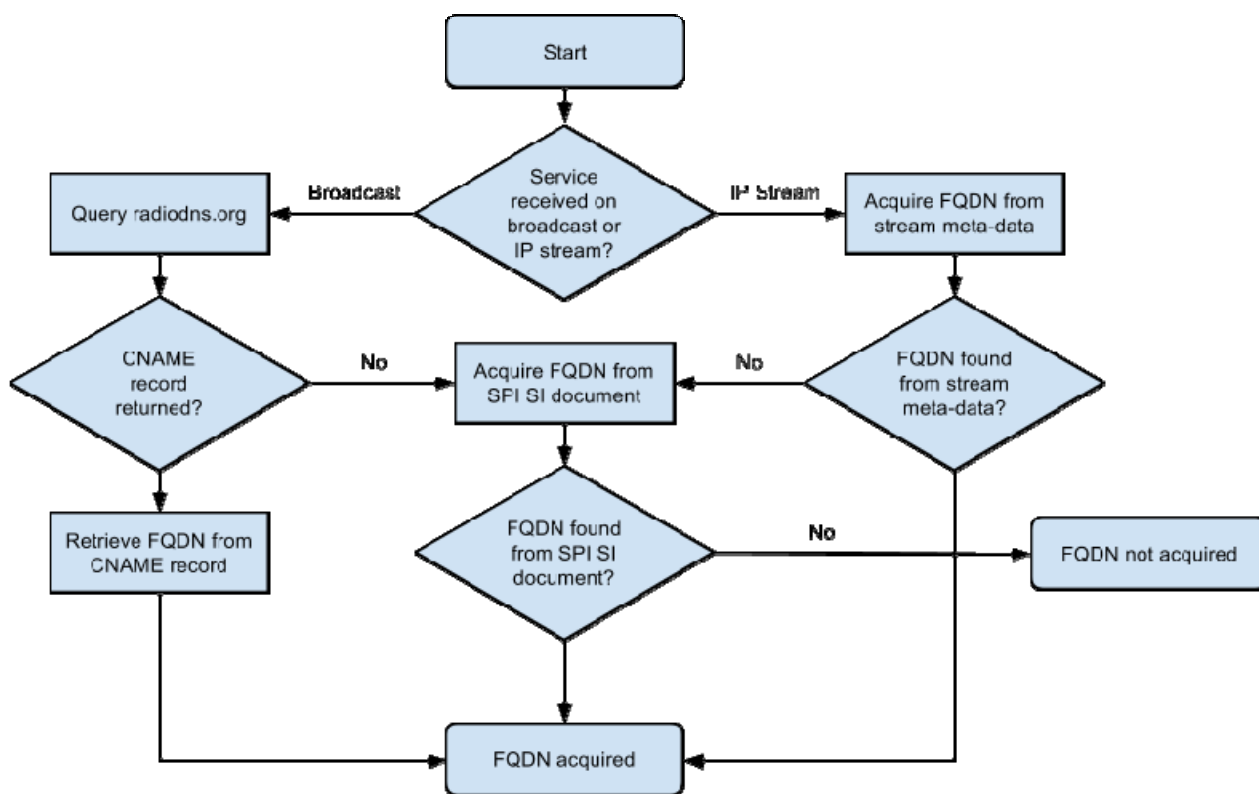 Start
Service
received on
broadcast or
IP stream?
Broadcast
IP Stream
Query radiodns.org
Acquire FQDN from
stream meta-data
CNAME
record
returned?
No
Acquire FQDN from
SPI SI document
No
FQDN found
from stream
meta-data?
Retrieve FQDN from
CNAME record
FQDN found
from SPI SI
document?
No
FQDN not acquired
FQDN acquired